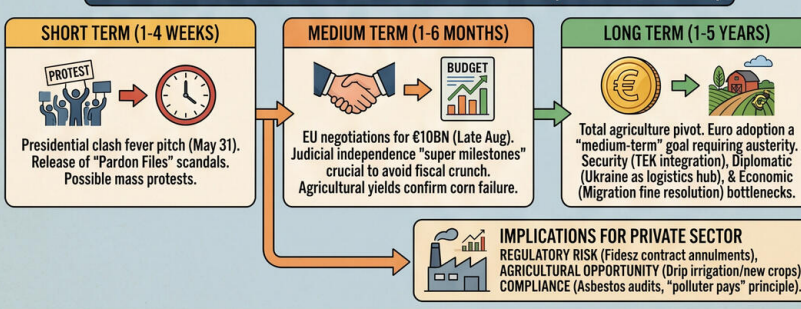 SHORT TERM (1-4 WEEKS)
PROTEST
Presidential clash fever pitch (May 31).
Release of "Pardon Files" scandals.
Possible mass protests.
MEDIUM TERM (1-6 MONTHS)
BUDGET
EU negotiations for €10BN (Late Aug).
Judicial independence "super milestones"
crucial to avoid fiscal crunch.
Agricultural yields confirm corn failure.
LONG TERM (1-5 YEARS)
€
Total agriculture pivot. Euro adoption a
"medium-term" goal requiring austerity.
Security (TEK integration), Diplomatic
(Ukraine as logistics hub), & Economic
(Migration fine resolution) bottlenecks.
IMPLICATIONS FOR PRIVATE SECTOR
REGULATORY RISK (Fidesz contract annulments),
AGRICULTURAL OPPORTUNITY (Drip irrigation/new crops)
COMPLIANCE (Asbestos audits, "polluter pays" principle).